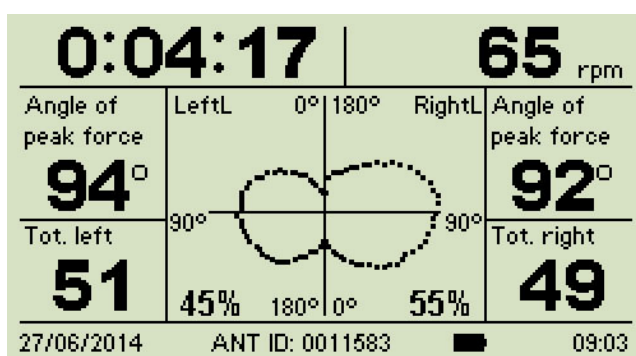 0:04:17
65 rpm
Angle of
peak force
94°
Tot. left
51
LeftL 0° 180° RightL
90° 90°
45% 180° 0° 55%
Angle of
peak force
92°
Tot. right
49
27/06/2014 ANT ID: 0011583 09:03